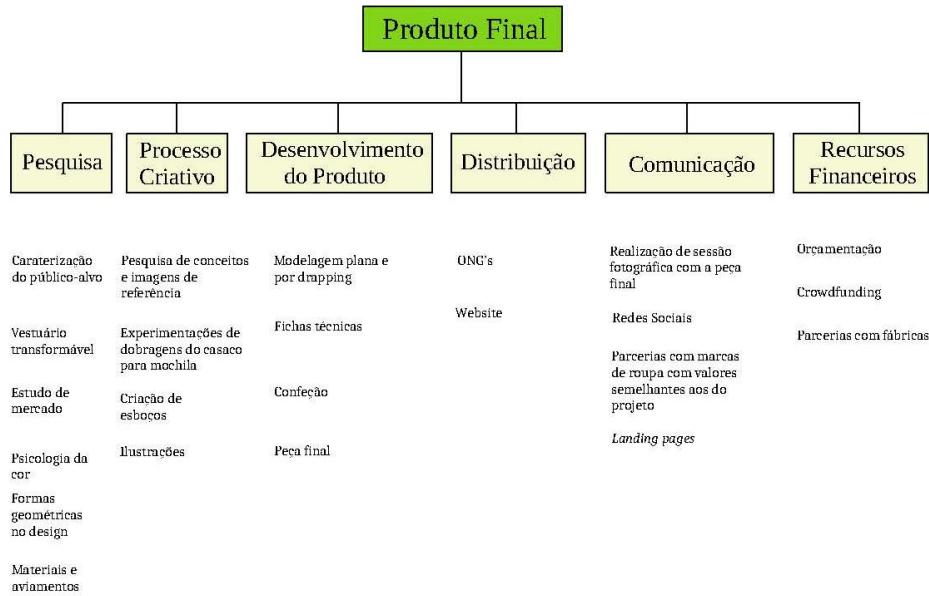 Produto Final
Pesquisa
Processo
Criativo
Desenvolvimento
do Produto
Distribuição
Comunicação
Recursos
Financeiros
Caraterização
do público-alvo
Vestuário
transformável
Estudo de
mercado
Psicologia da
cor
Formas
geométricas
no design
Materiais e
aviamentos
Pesquisa de conceitos
e imagens de
referência
Experimentações de
dobragens do casaco
para mochila
Criação de
esboços
Ilustrações
Modelagem plana e
por drapping
Fichas técnicas
Confeção
Peça final
ONG's
Website
Realização de sessão
fotográfica com a peça
final
Redes Sociais
Parcerias com marcas
de roupa com valores
semelhantes aos do
projeto
Landing pages
Orçamentação
Crowdfunding
Parcerias com fábricas